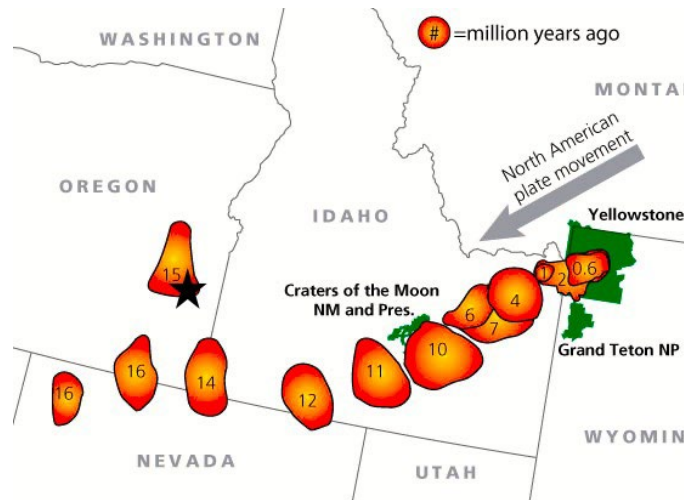 WASHINGTON
# =million years ago
MONTA
North American
plate movement
OREGON
IDAHO
Yellowstone
15
Craters of the Moon
NM and Pres.
1
2
0.6
4
6
7
Grand Teton NP
10
11
16
16
14
12
WYOMIN
NEVADA
UTAH